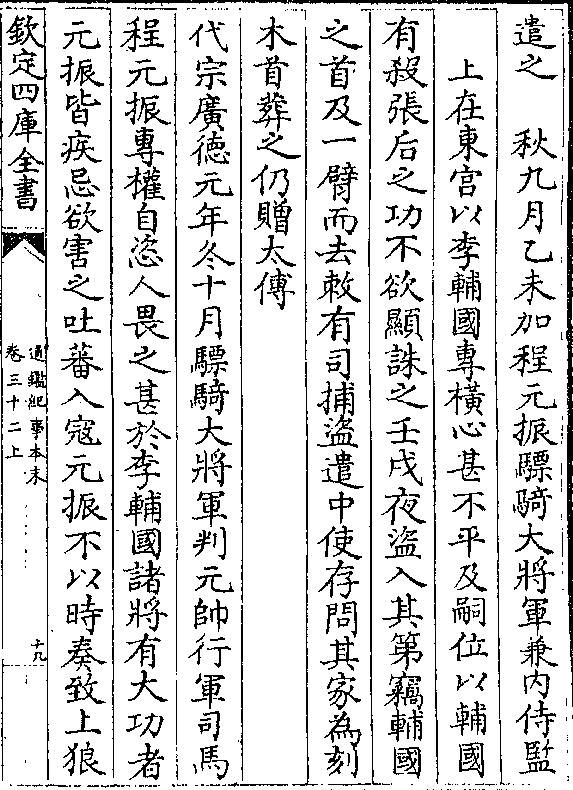 遣之　秋九月乙未加程元振驃騎大將軍兼内侍監
上在東宮以李輔國專橫心甚不平及嗣位以輔國
有殺張后之功不欲顯誅之壬戌夜盜入其第竊輔國
之首及一臂而去敕有司捕盜遣中使存問其家為刻
木首葬之仍贈太傅
代宗廣徳元年冬十月驃騎大將軍判元帥行軍司馬
程元振專權自恣人畏之甚於李輔國諸將有大功者
元振皆疾忌欲害之吐蕃入寇元振不以時奏致上狼
欽定四庫全書
通鑑紀事本末
卷三十二上
十九